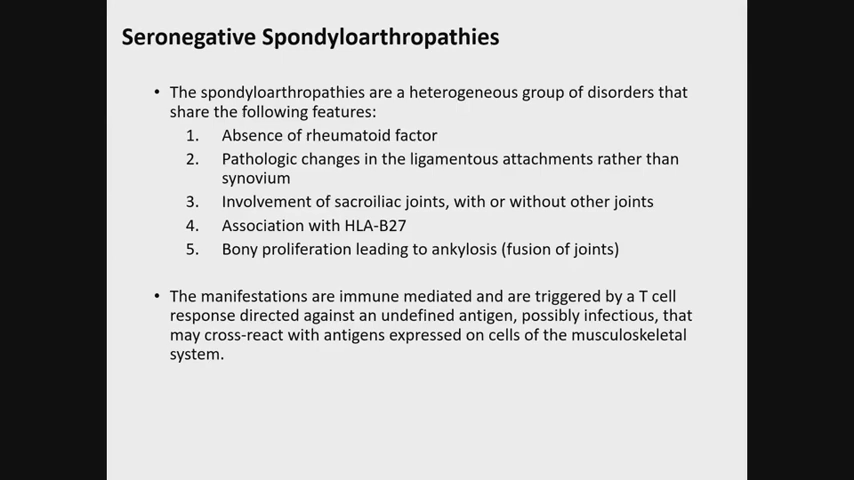 Seronegative Spondyloarthropathies
• The spondyloarthropathies are a heterogeneous group of disorders that
share the following features:
1. Absence of rheumatoid factor
2. Pathologic changes in the ligamentous attachments rather than
synovium
3. Involvement of sacroiliac joints, with or without other joints
4. Association with HLA-B27
5. Bony proliferation leading to ankylosis (fusion of joints)
• The manifestations are immune mediated and are triggered by a T cell
response directed against an undefined antigen, possibly infectious, that
may cross-react with antigens expressed on cells of the musculoskeletal
system.